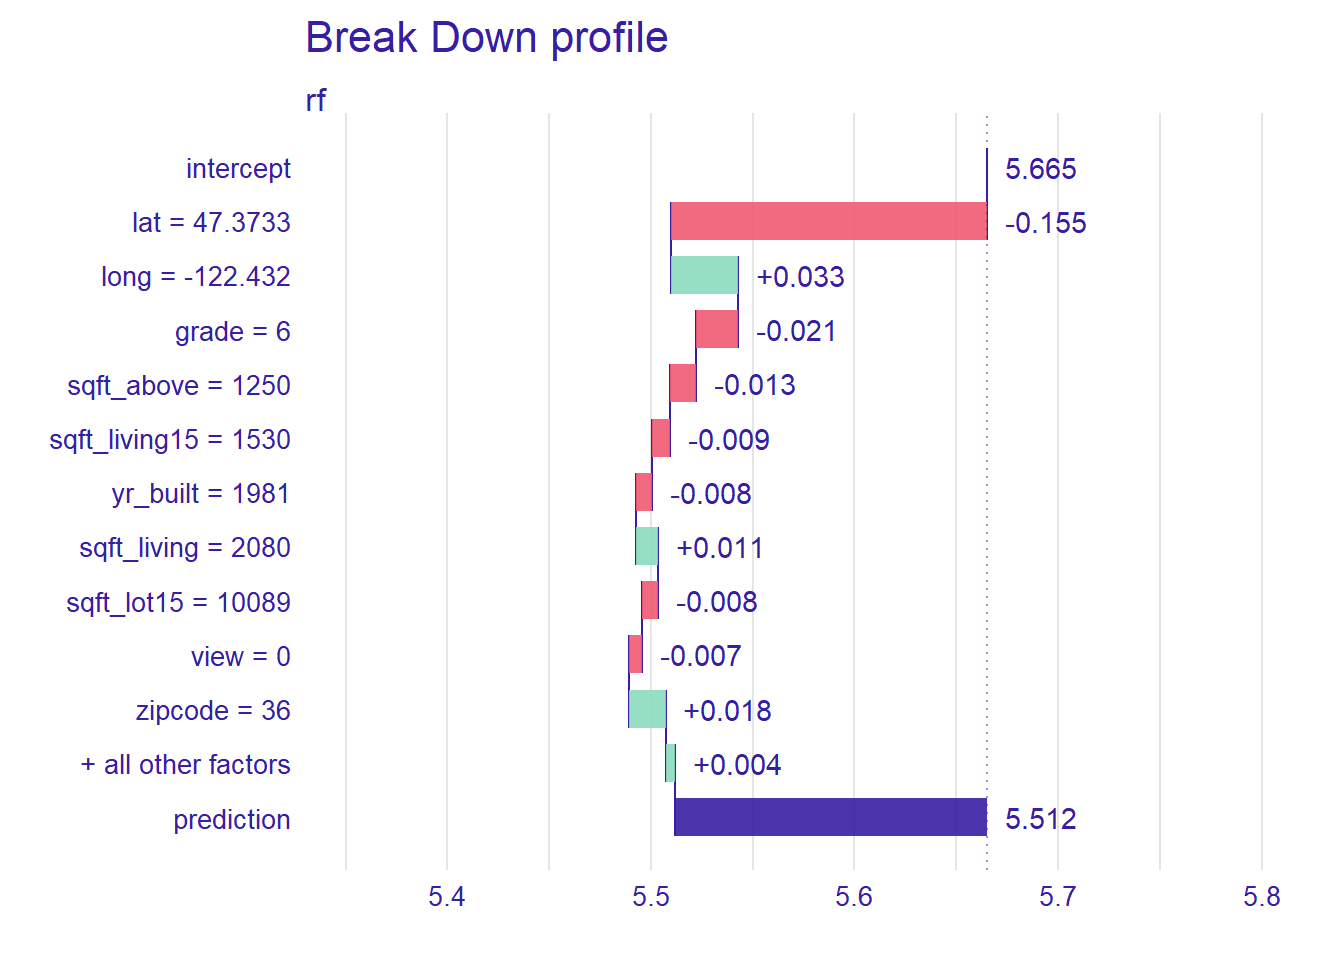 Break Down profile
rf
intercept 5.665
lat = 47.3733 -0.155
long = -122.432 +0.033
grade = 6 -0.021
sqft_above = 1250 -0.013
sqft_living15 = 1530 -0.009
yr_built = 1981 -0.008
sqft_living = 2080 +0.011
sqft_lot15 = 10089 -0.008
view = 0 -0.007
zipcode = 36 +0.018
+ all other factors +0.004
prediction 5.512
5.4 5.5 5.6 5.7 5.8